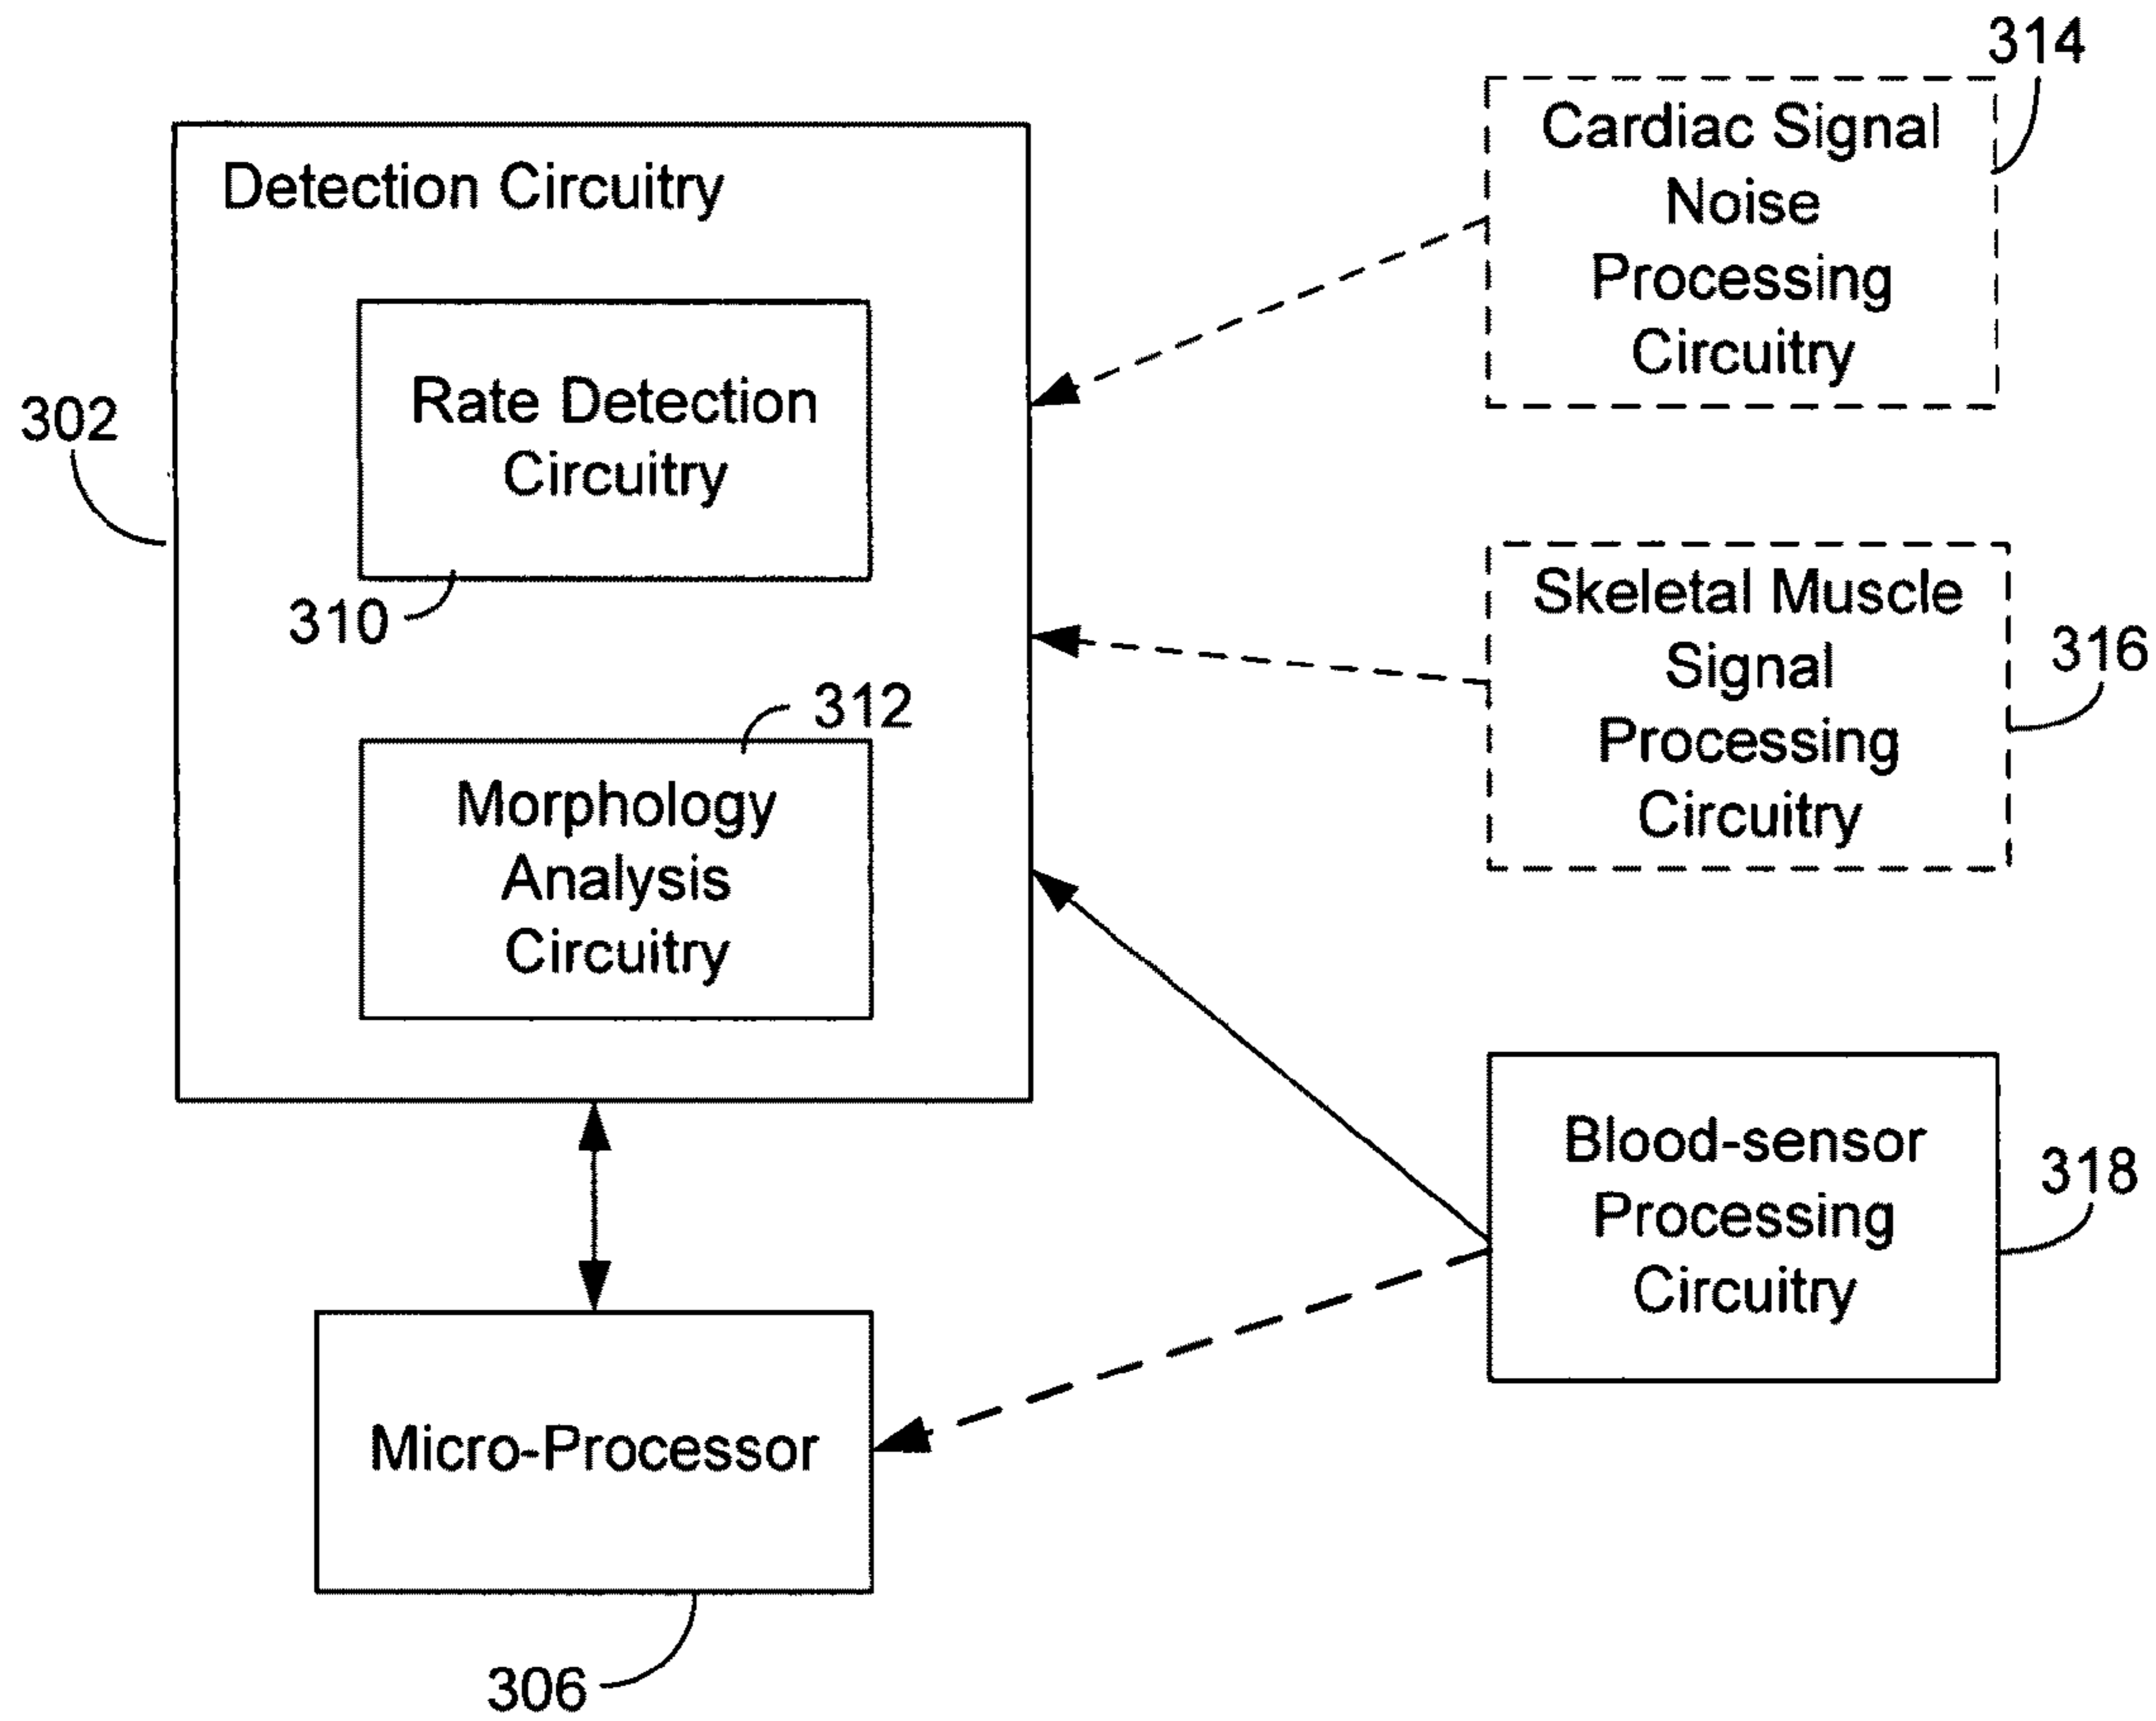 314
Cardiac Signal
Noise
Processing
Circuitry
Detection Circuitry
Rate Detection
Circuitry
302
310
Skeletal Muscle
Signal
Processing
Circuitry
316
312
Morphology
Analysis
Circuitry
Blood-sensor
Processing
Circuitry
318
Micro-Processor
306